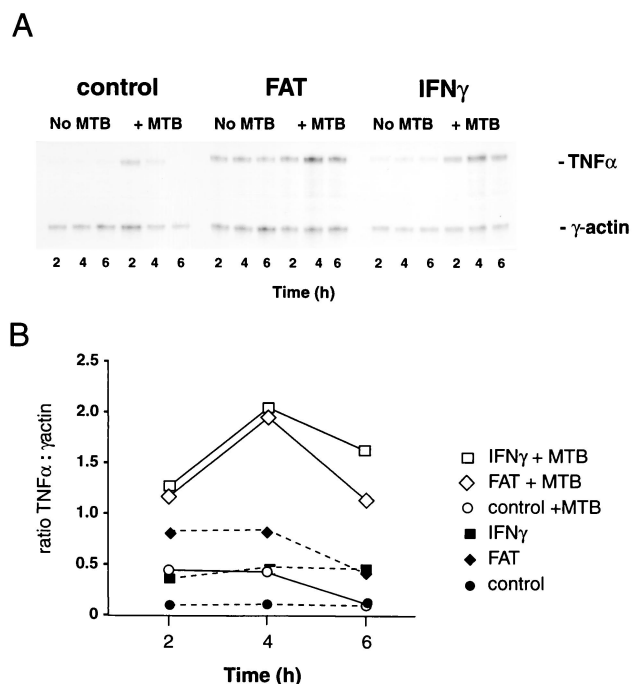 A
control FAT IFNγ
No MTB + MTB No MTB + MTB No MTB + MTB
- TNFα
- γ-actin
2 4 6 2 4 6 2 4 6 2 4 6 2 4 6 2 4 6
Time (h)
B
2.5
2.0
1.5
1.0
0.5
0
ratio TNFα : γactin
2 4 6
Time (h)
IFNγ + MTB
FAT + MTB
control +MTB
IFNγ
FAT
control